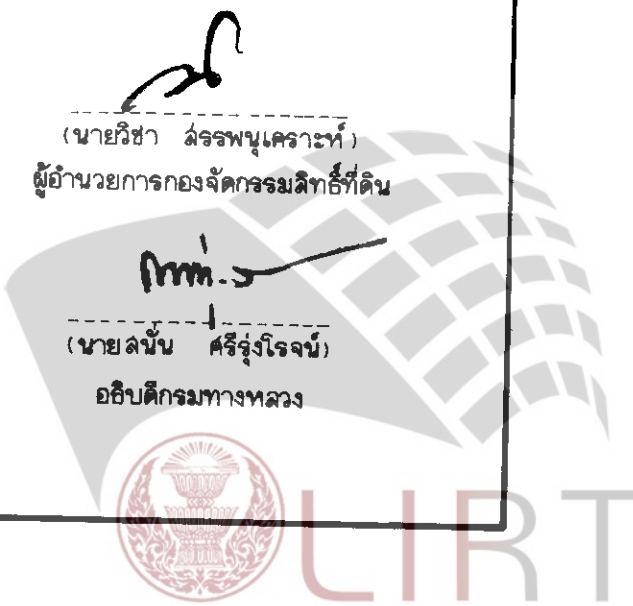 (นายวิชา สรรพนุเคราะห์)
ผู้อำนวยการกองจัดกรรมสิทธิ์ที่ดิน
(นายสนั่น ศรีรุ่งโรจน์)
อธิบดีกรมทางหลวง
LIRT